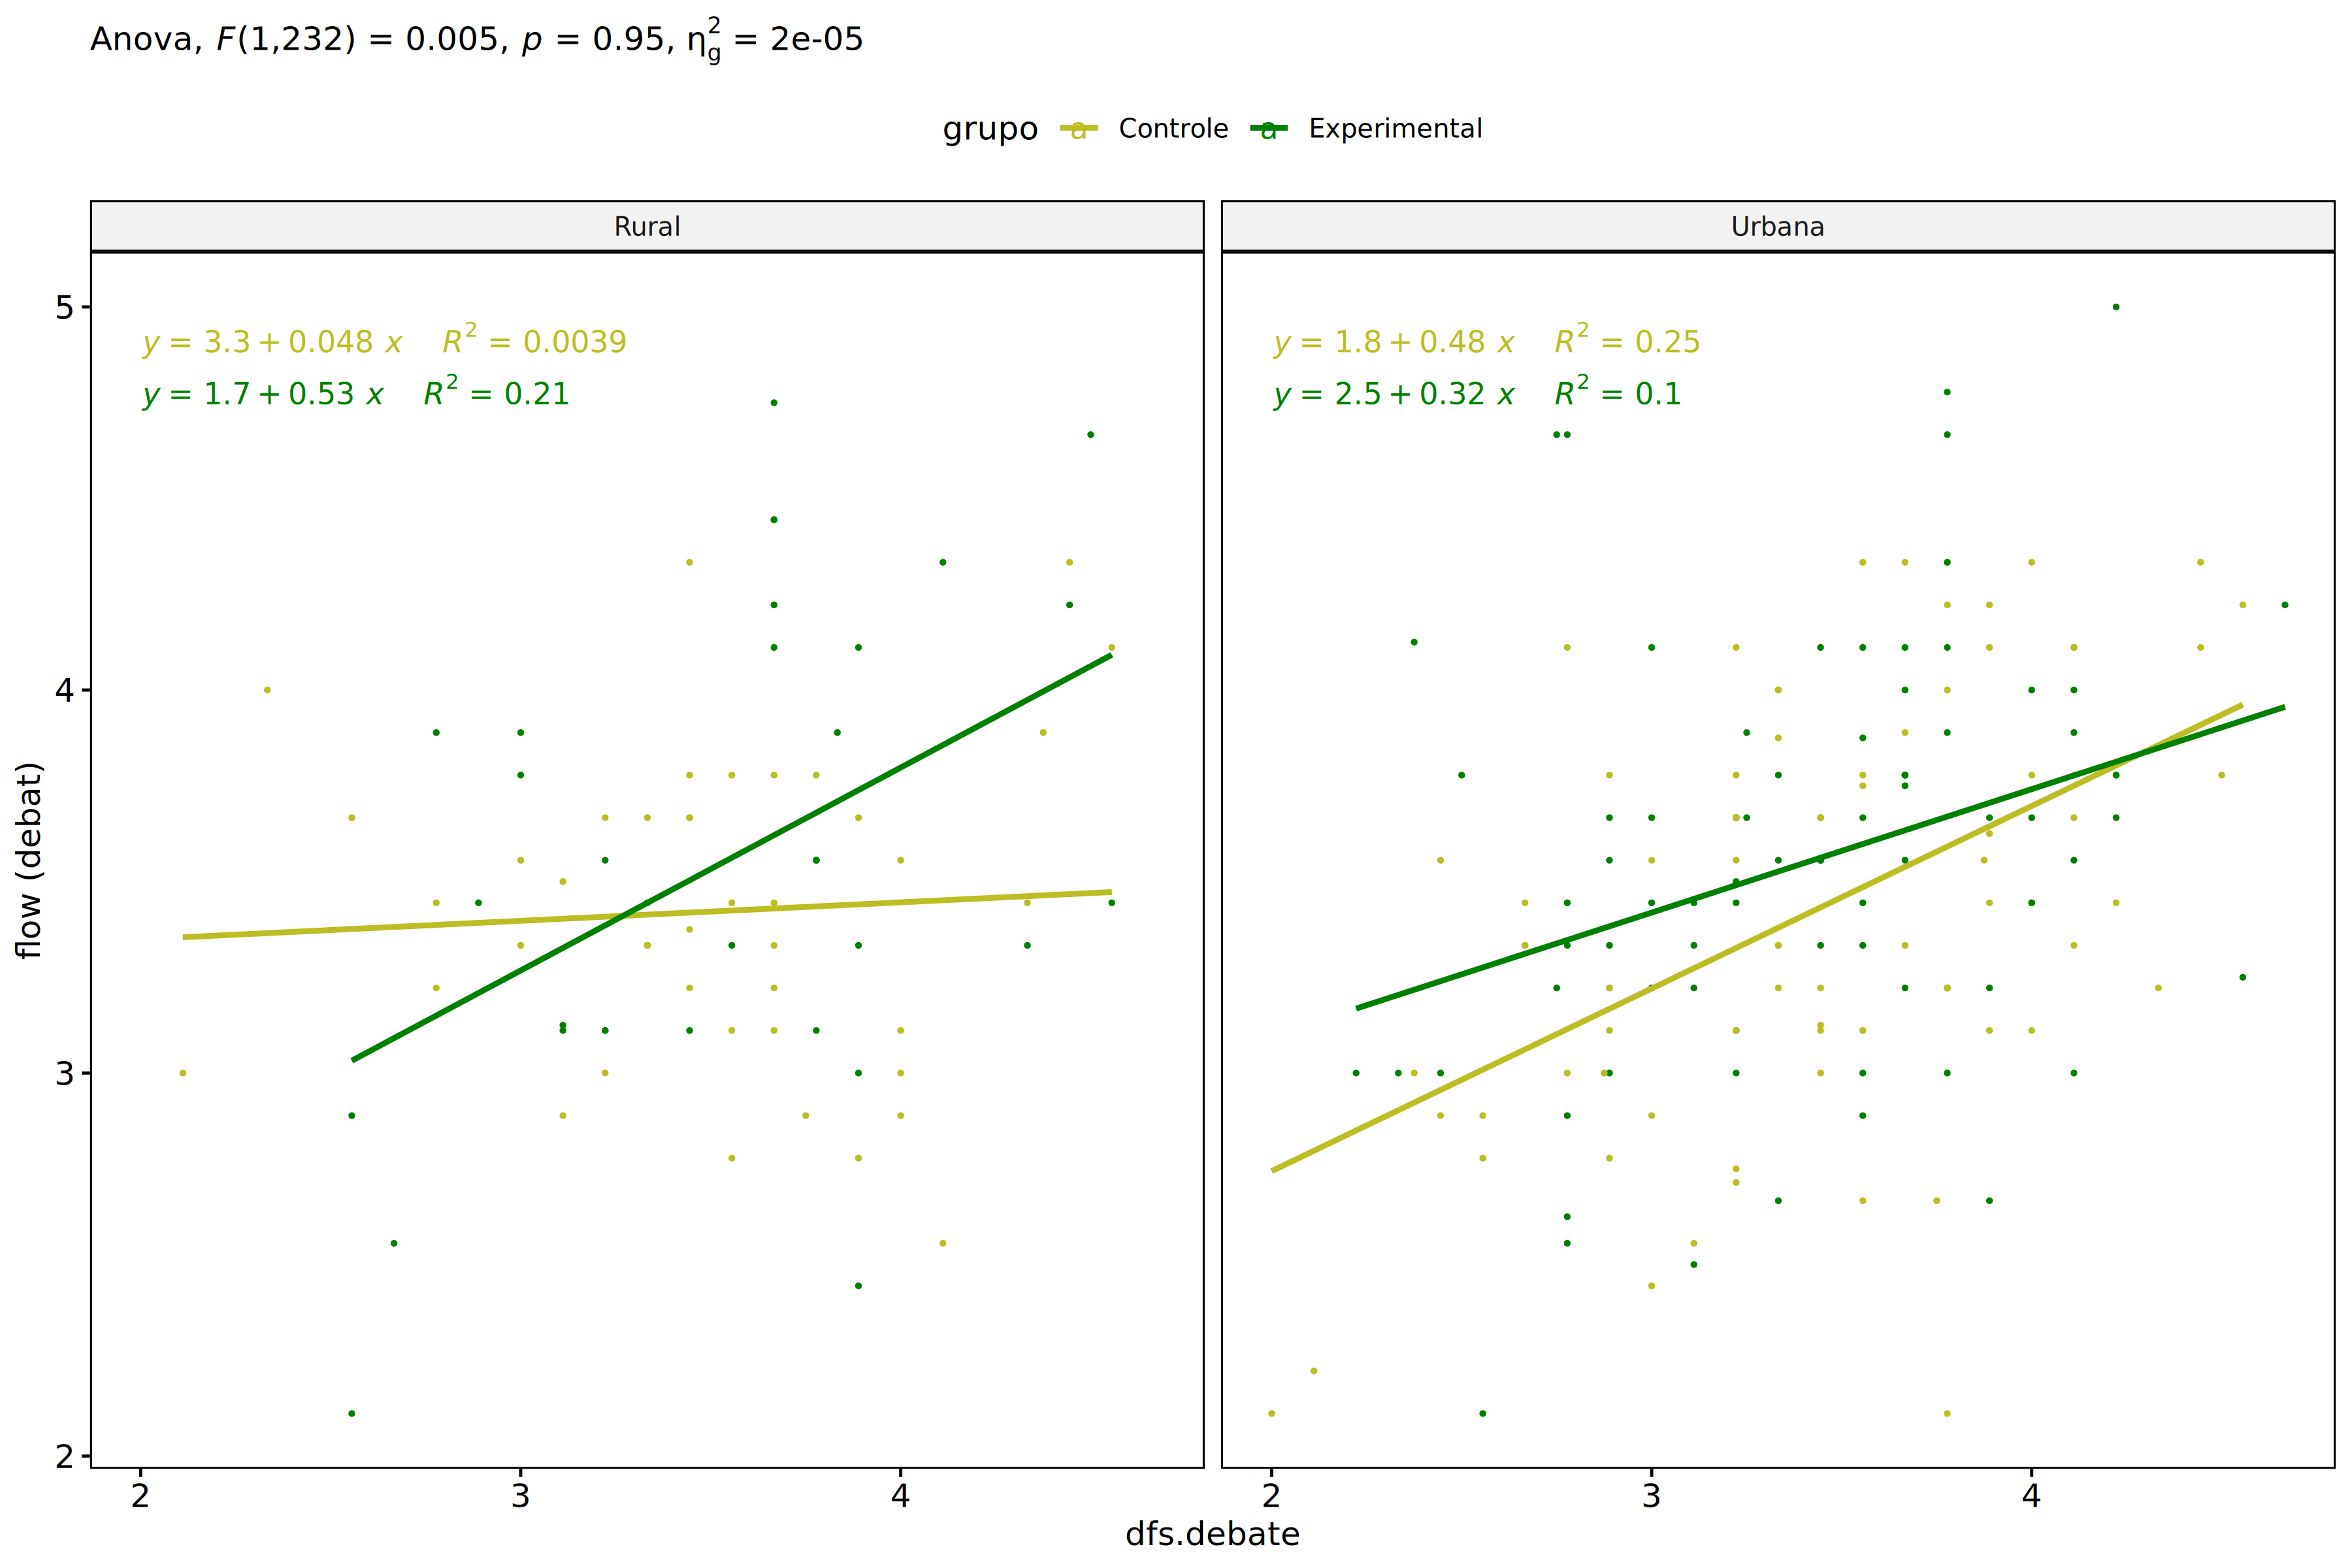 Anova, F(1,232) = 0.005, p = 0.95, η²g = 2e-05
grupo a Controle a Experimental
Rural Urbana
y = 3.3 + 0.048 x R² = 0.0039
y = 1.7 + 0.53 x R² = 0.21
y = 1.8 + 0.48 x R² = 0.25
y = 2.5 + 0.32 x R² = 0.1
5
4
3
2
flow (debat)
2 3 4 2 3 4
dfs.debate